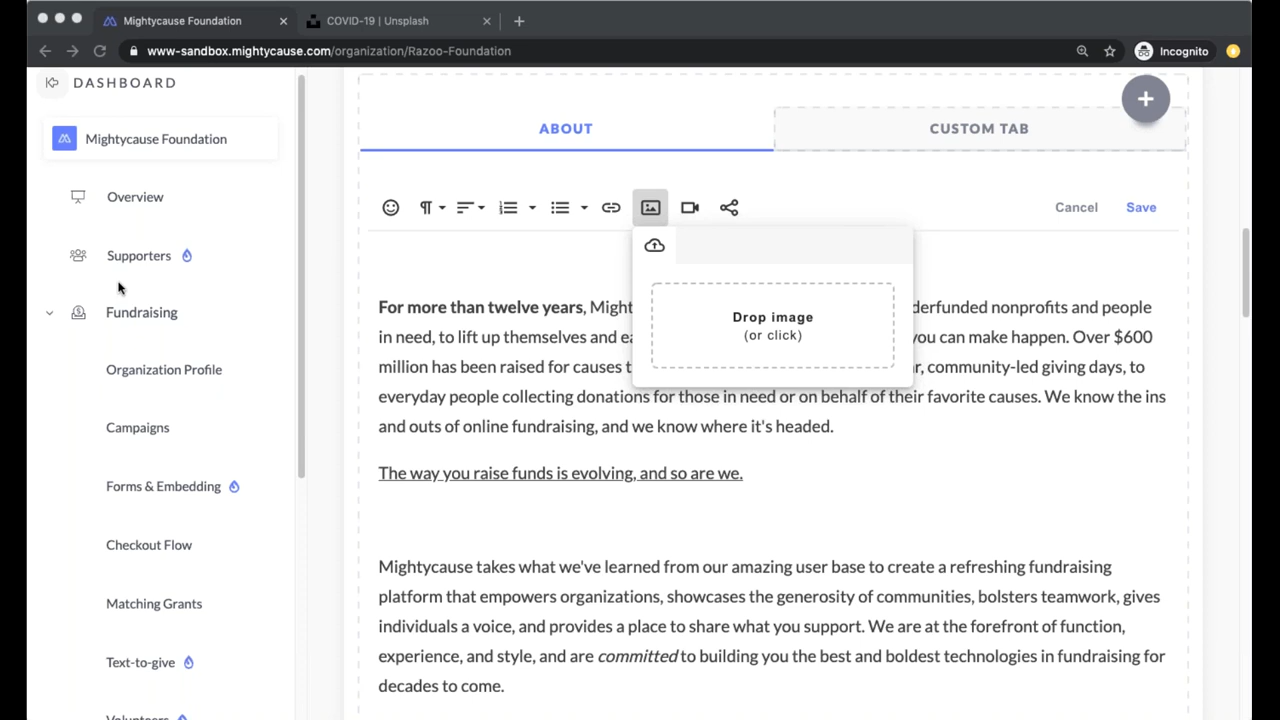 Mightycause Foundation
COVID-19 | Unsplash
www-sandbox.mightycause.com/organization/Razoo-Foundation
Incognito
DASHBOARD
Mightycause Foundation
Overview
Supporters
Fundraising
Organization Profile
Campaigns
Forms & Embedding
Checkout Flow
Matching Grants
Text-to-give
Volunteers
ABOUT
CUSTOM TAB
Cancel
Save
Drop image
(or click)
For more than twelve years, Might
derfunded nonprofits and people
in need, to lift up themselves and ea
you can make happen. Over $600
million has been raised for causes t
r, community-led giving days, to
everyday people collecting donations for those in need or on behalf of their favorite causes. We know the ins
and outs of online fundraising, and we know where it's headed.
The way you raise funds is evolving, and so are we.
Mightycause takes what we've learned from our amazing user base to create a refreshing fundraising
platform that empowers organizations, showcases the generosity of communities, bolsters teamwork, gives
individuals a voice, and provides a place to share what you support. We are at the forefront of function,
experience, and style, and are committed to building you the best and boldest technologies in fundraising for
decades to come.